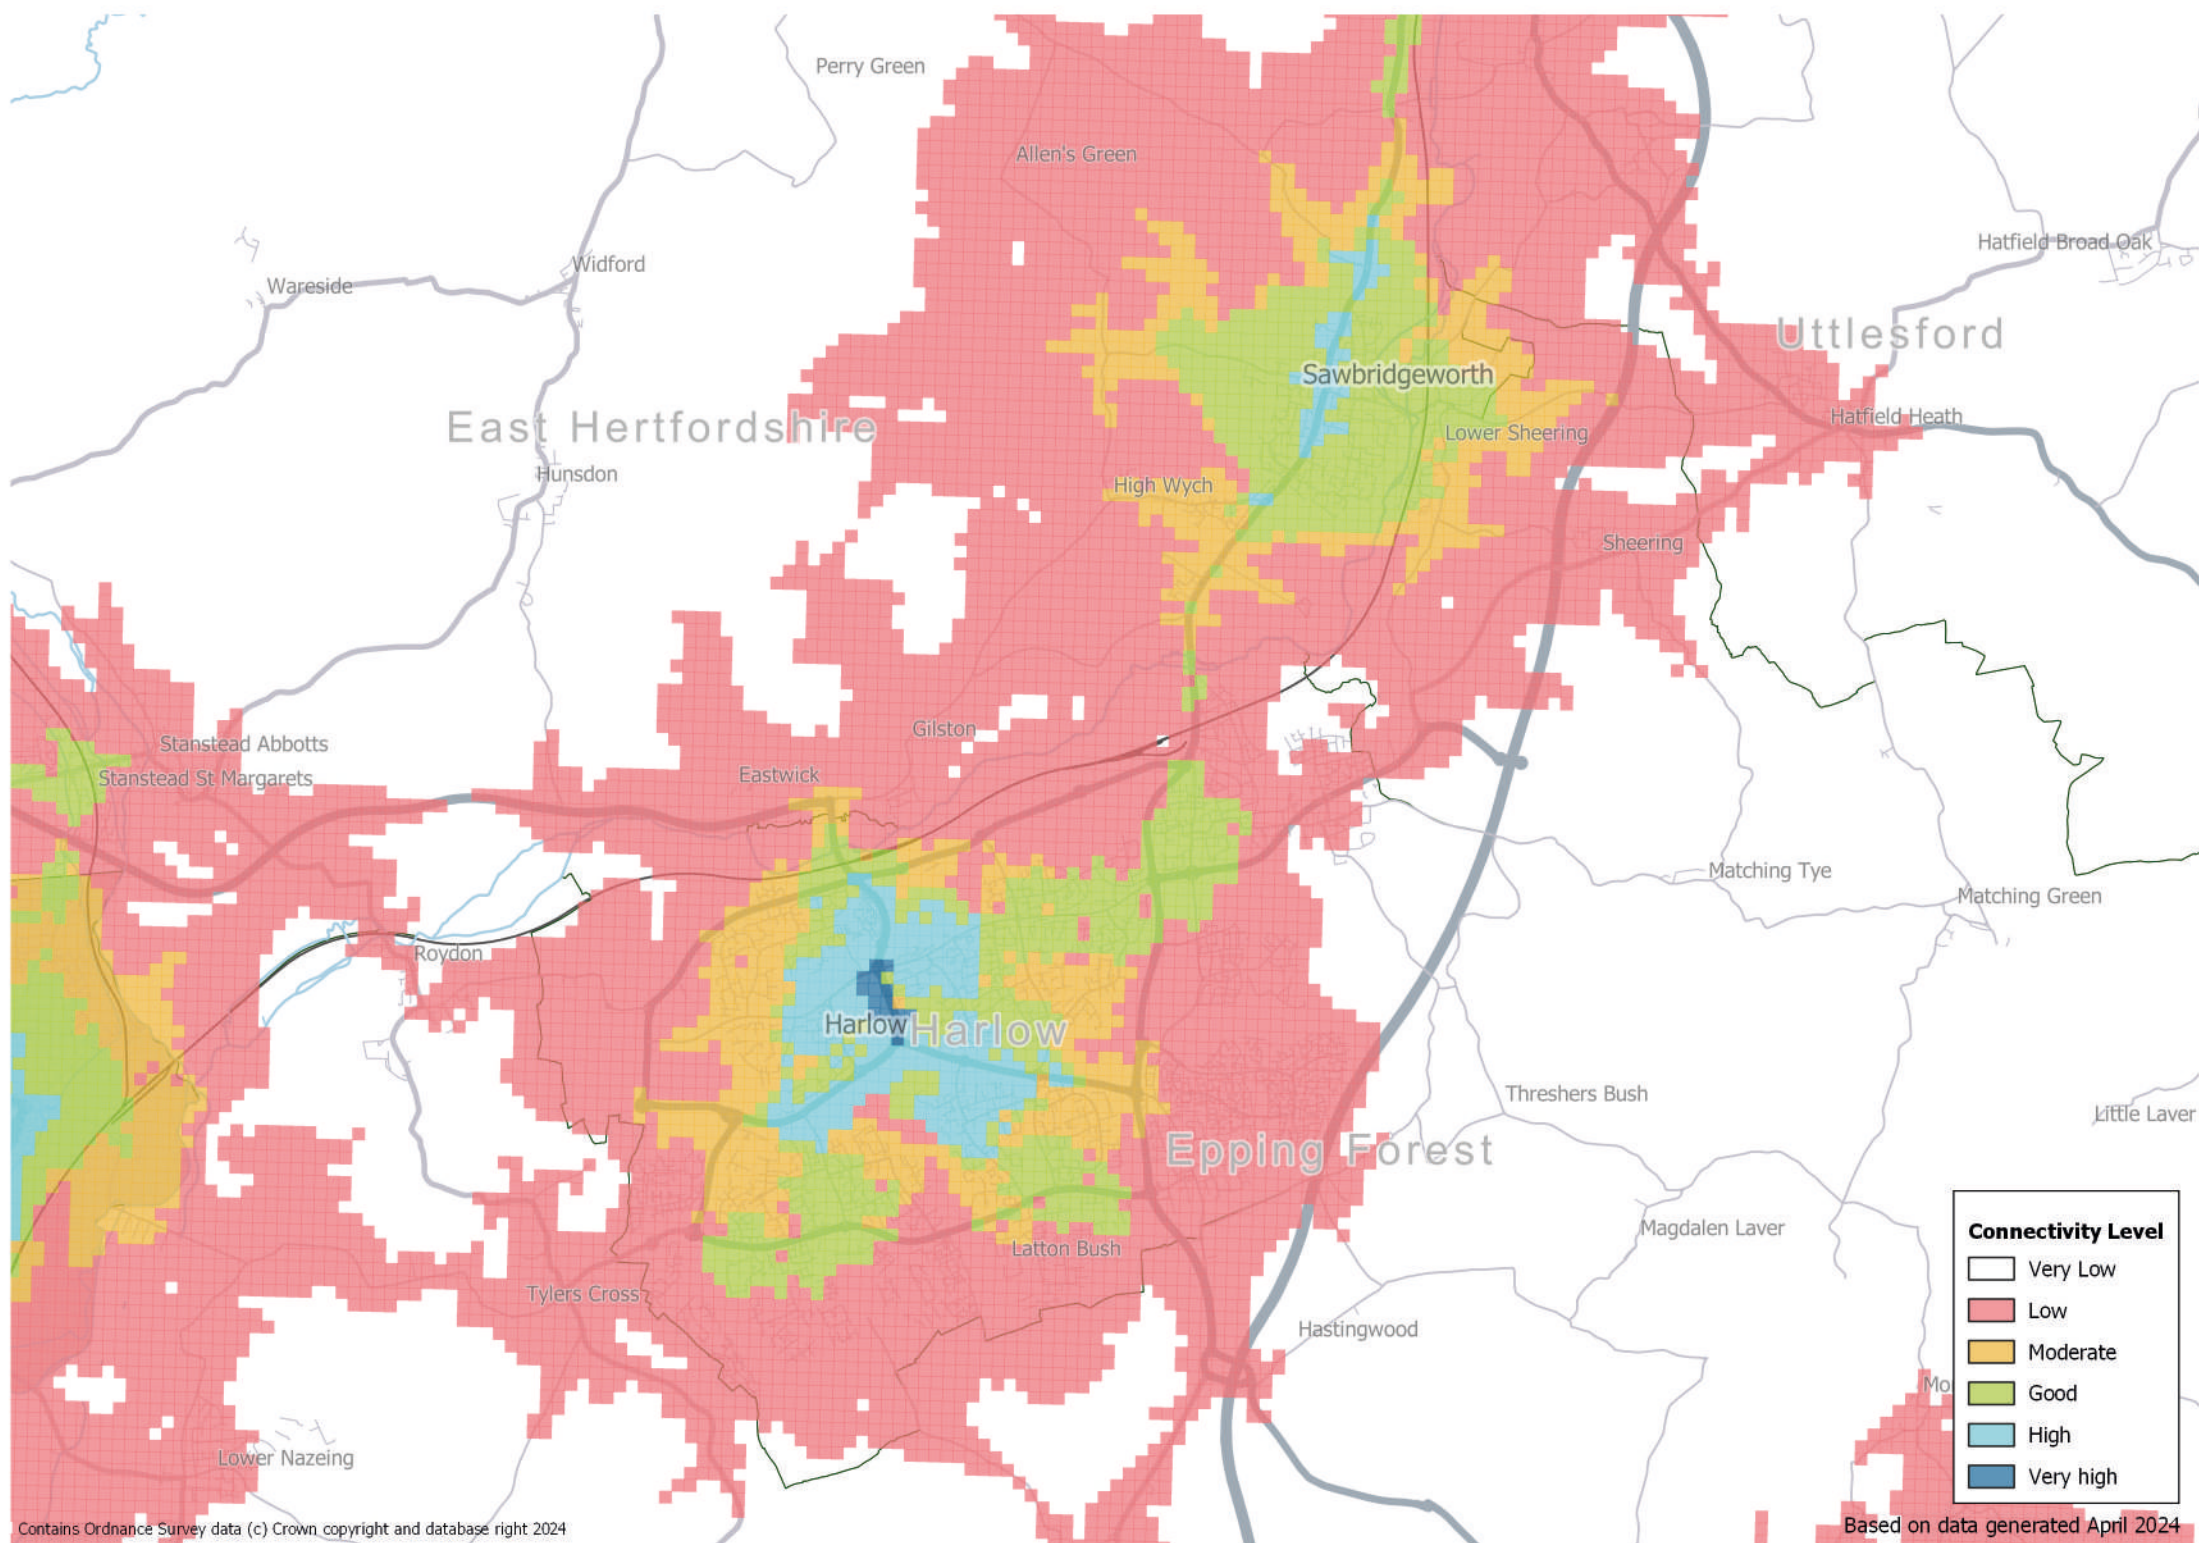 Perry Green
Allen's Green
Hatfield Broad Oak
Widford
Wareside
Uttlesford
Sawbridgeworth
Hatfield Heath
East Hertfordshire
Lower Sheering
Hunsdon
High Wych
Sheering
Gilston
Stanstead Abbotts
Eastwick
Stanstead St Margarets
Matching Tye
Matching Green
Roydon
Harlow
Harlow
Threshers Bush
Little Laver
Epping Forest
Magdalen Laver
Latton Bush
Tylers Cross
Hastingwood
Lower Nazeing
Connectivity Level
Very Low
Low
Moderate
Good
High
Very high
Contains Ordnance Survey data (c) Crown copyright and database right 2024
Based on data generated April 2024